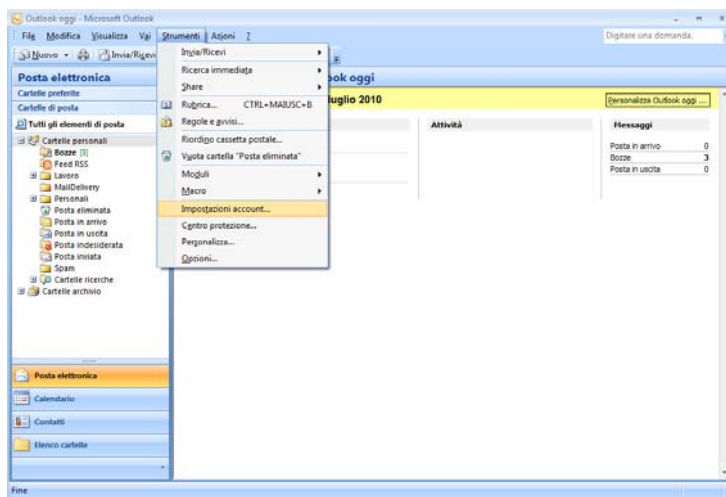 Outlook oggi - Microsoft Outlook
File Modifica Visualizza Vai Strumenti Azioni ?
Digitare una domanda.
Nuovo Invia/Ricevi
Posta elettronica
Cartelle preferite
Cartelle di posta
Tutti gli elementi di posta
Cartelle personali
Bozze [3]
Feed RSS
Lavoro
MailDelivery
Personali
Posta eliminata
Posta in arrivo
Posta in uscita
Posta indesiderata
Posta inviata
Spam
Cartelle ricerche
Cartelle archivio
Posta elettronica
Calendario
Contatti
Elenco cartelle
Invia/Ricevi
Ricerca immediata
Share
Rubrica... CTRL+MAIUSC+B
Regole e avvisi...
Riordino cassetta postale...
Vuota cartella "Posta eliminata"
Moduli
Macro
Impostazioni account...
Centro protezione...
Personalizza...
Opzioni...
ook oggi
luglio 2010
Personalizza Outlook oggi ...
Attività
Messaggi
Posta in arrivo 0
Bozze 3
Posta in uscita 0
Fine